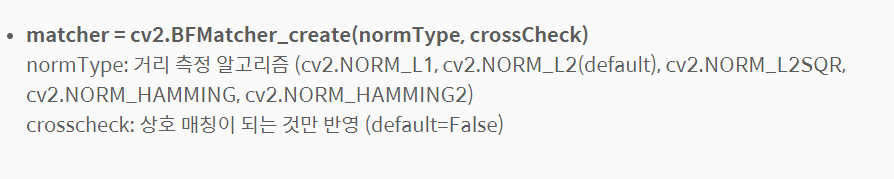 • matcher = cv2.BFMatcher_create(normType, crossCheck)
normType: 거리 측정 알고리즘 (cv2.NORM_L1, cv2.NORM_L2(default), cv2.NORM_L2SQR,
cv2.NORM_HAMMING, cv2.NORM_HAMMING2)
crosscheck: 상호 매칭이 되는 것만 반영 (default=False)